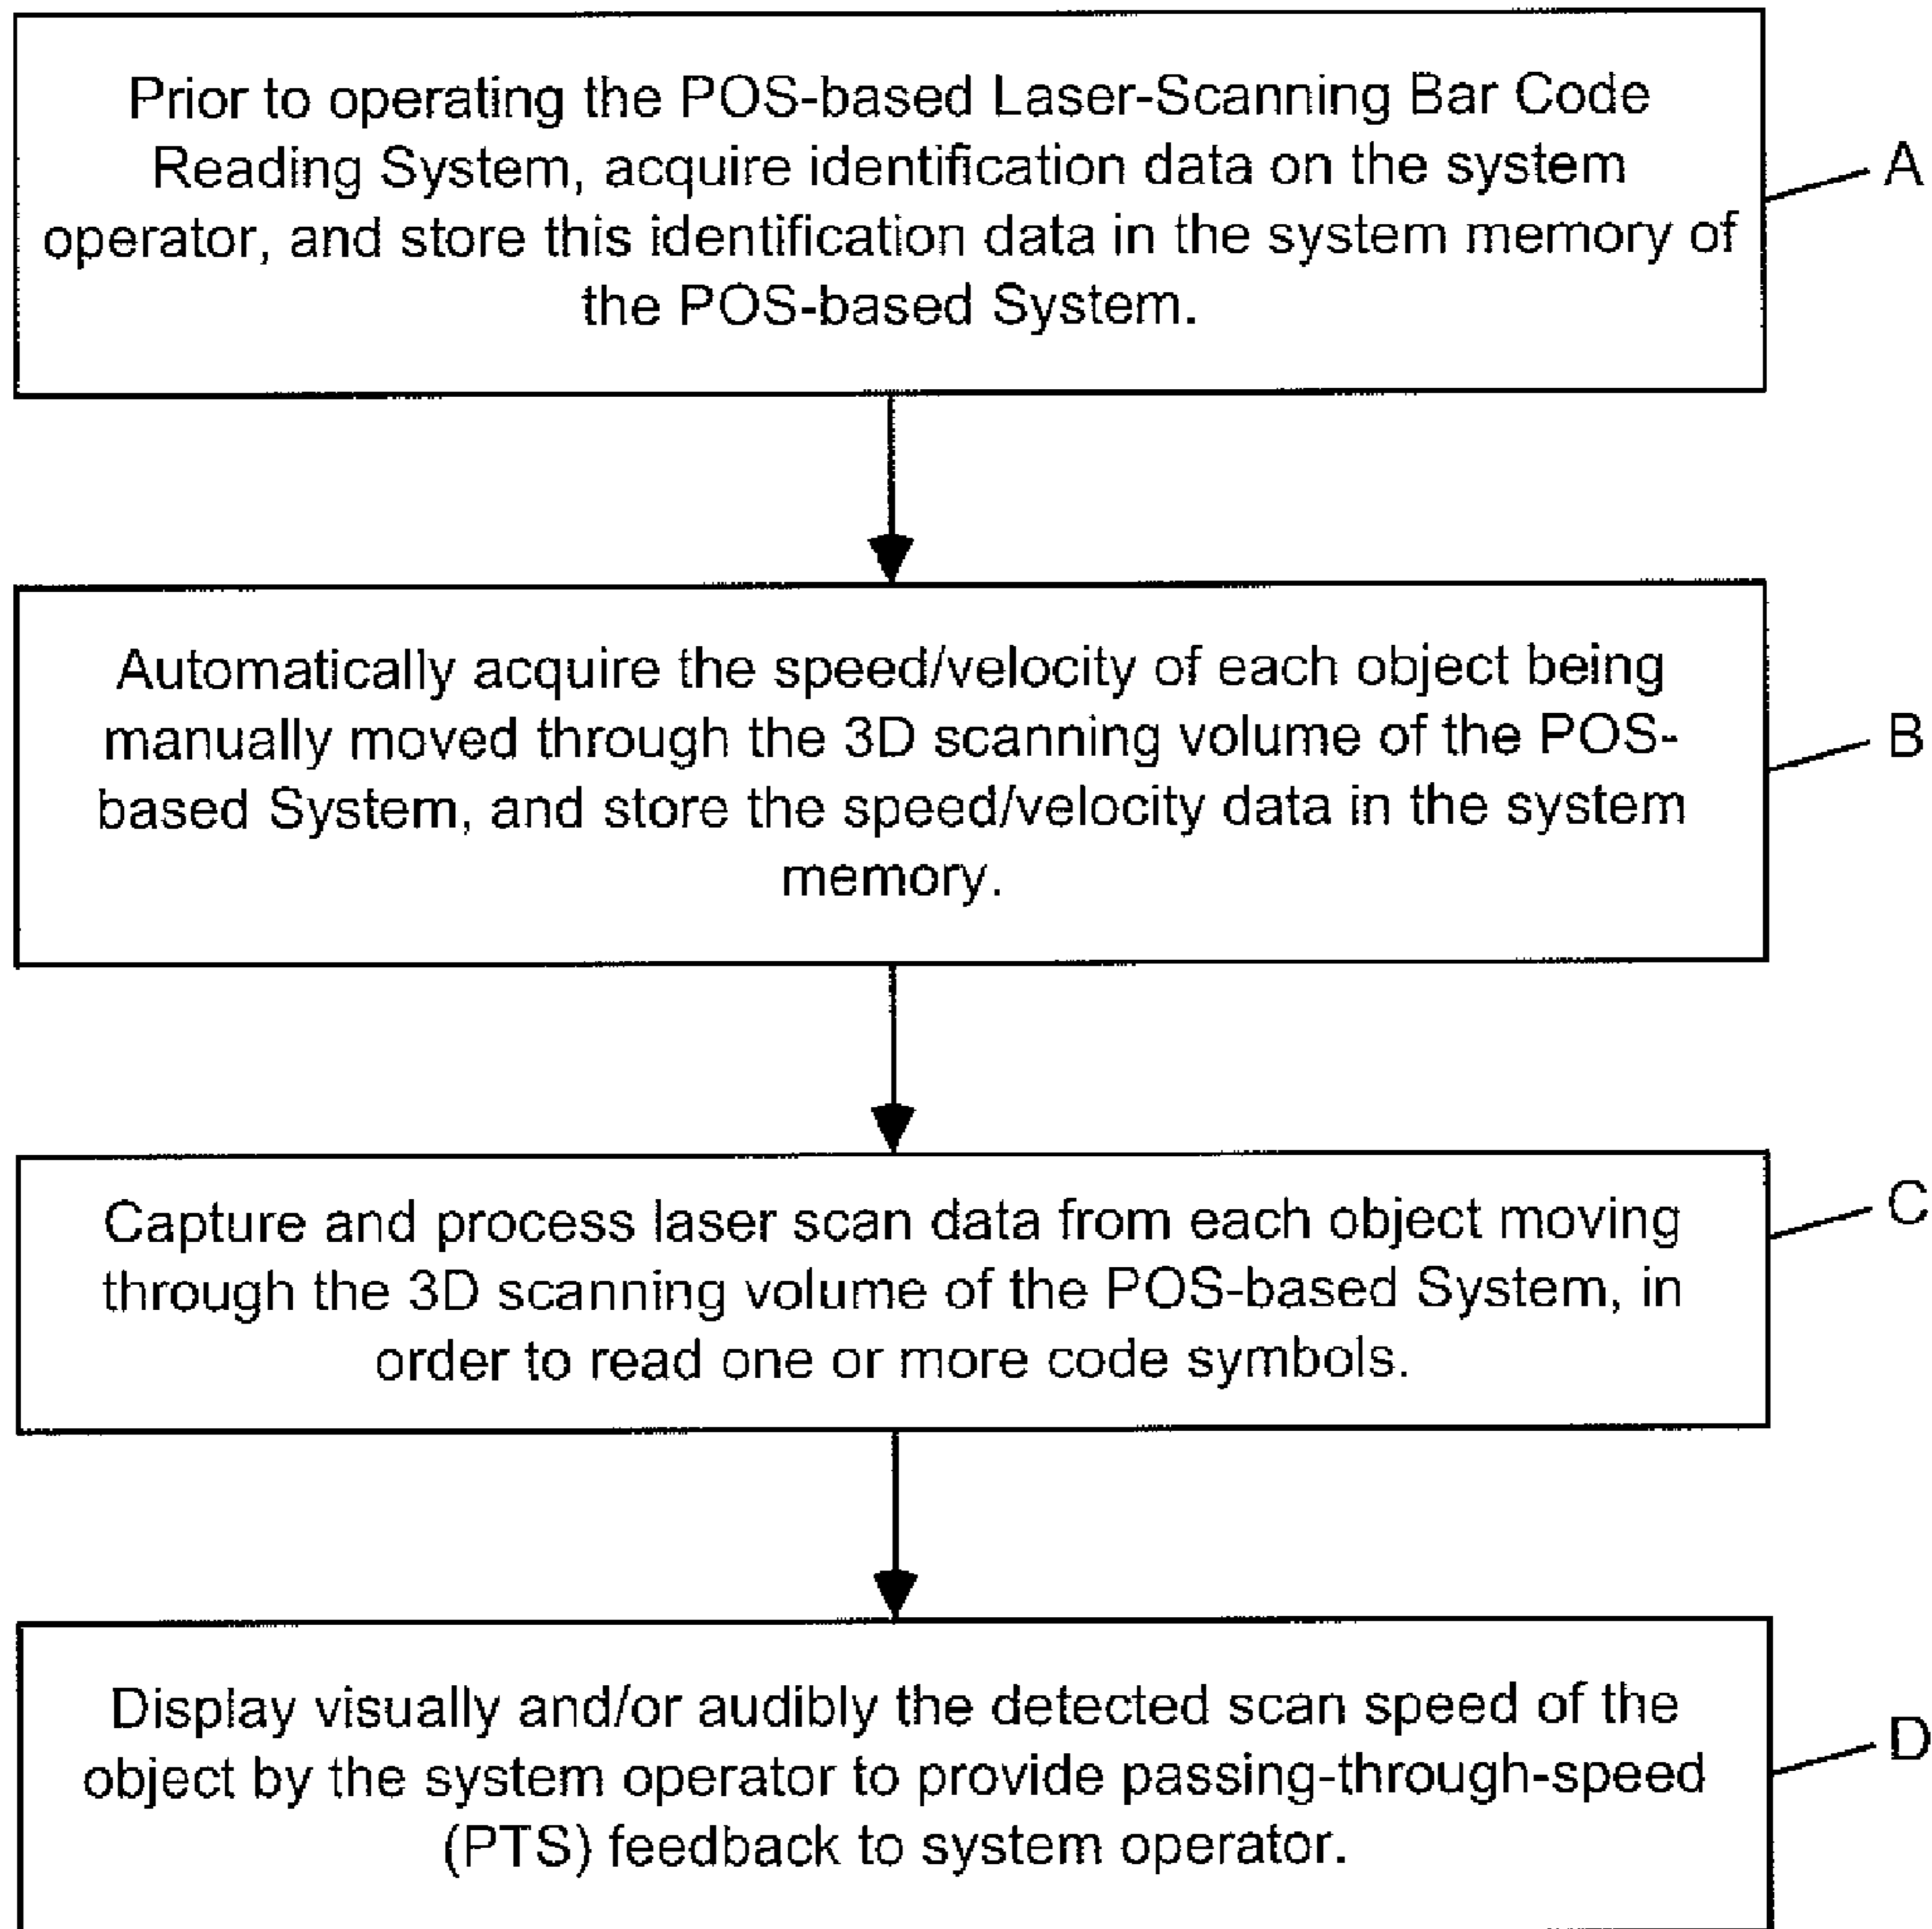 Prior to operating the POS-based Laser-Scanning Bar Code
Reading System, acquire identification data on the system
operator, and store this identification data in the system memory of
the POS-based System.
A
Automatically acquire the speed/velocity of each object being
manually moved through the 3D scanning volume of the POS-
based System, and store the speed/velocity data in the system
memory.
B
Capture and process laser scan data from each object moving
through the 3D scanning volume of the POS-based System, in
order to read one or more code symbols.
C
Display visually and/or audibly the detected scan speed of the
object by the system operator to provide passing-through-speed
(PTS) feedback to system operator.
D